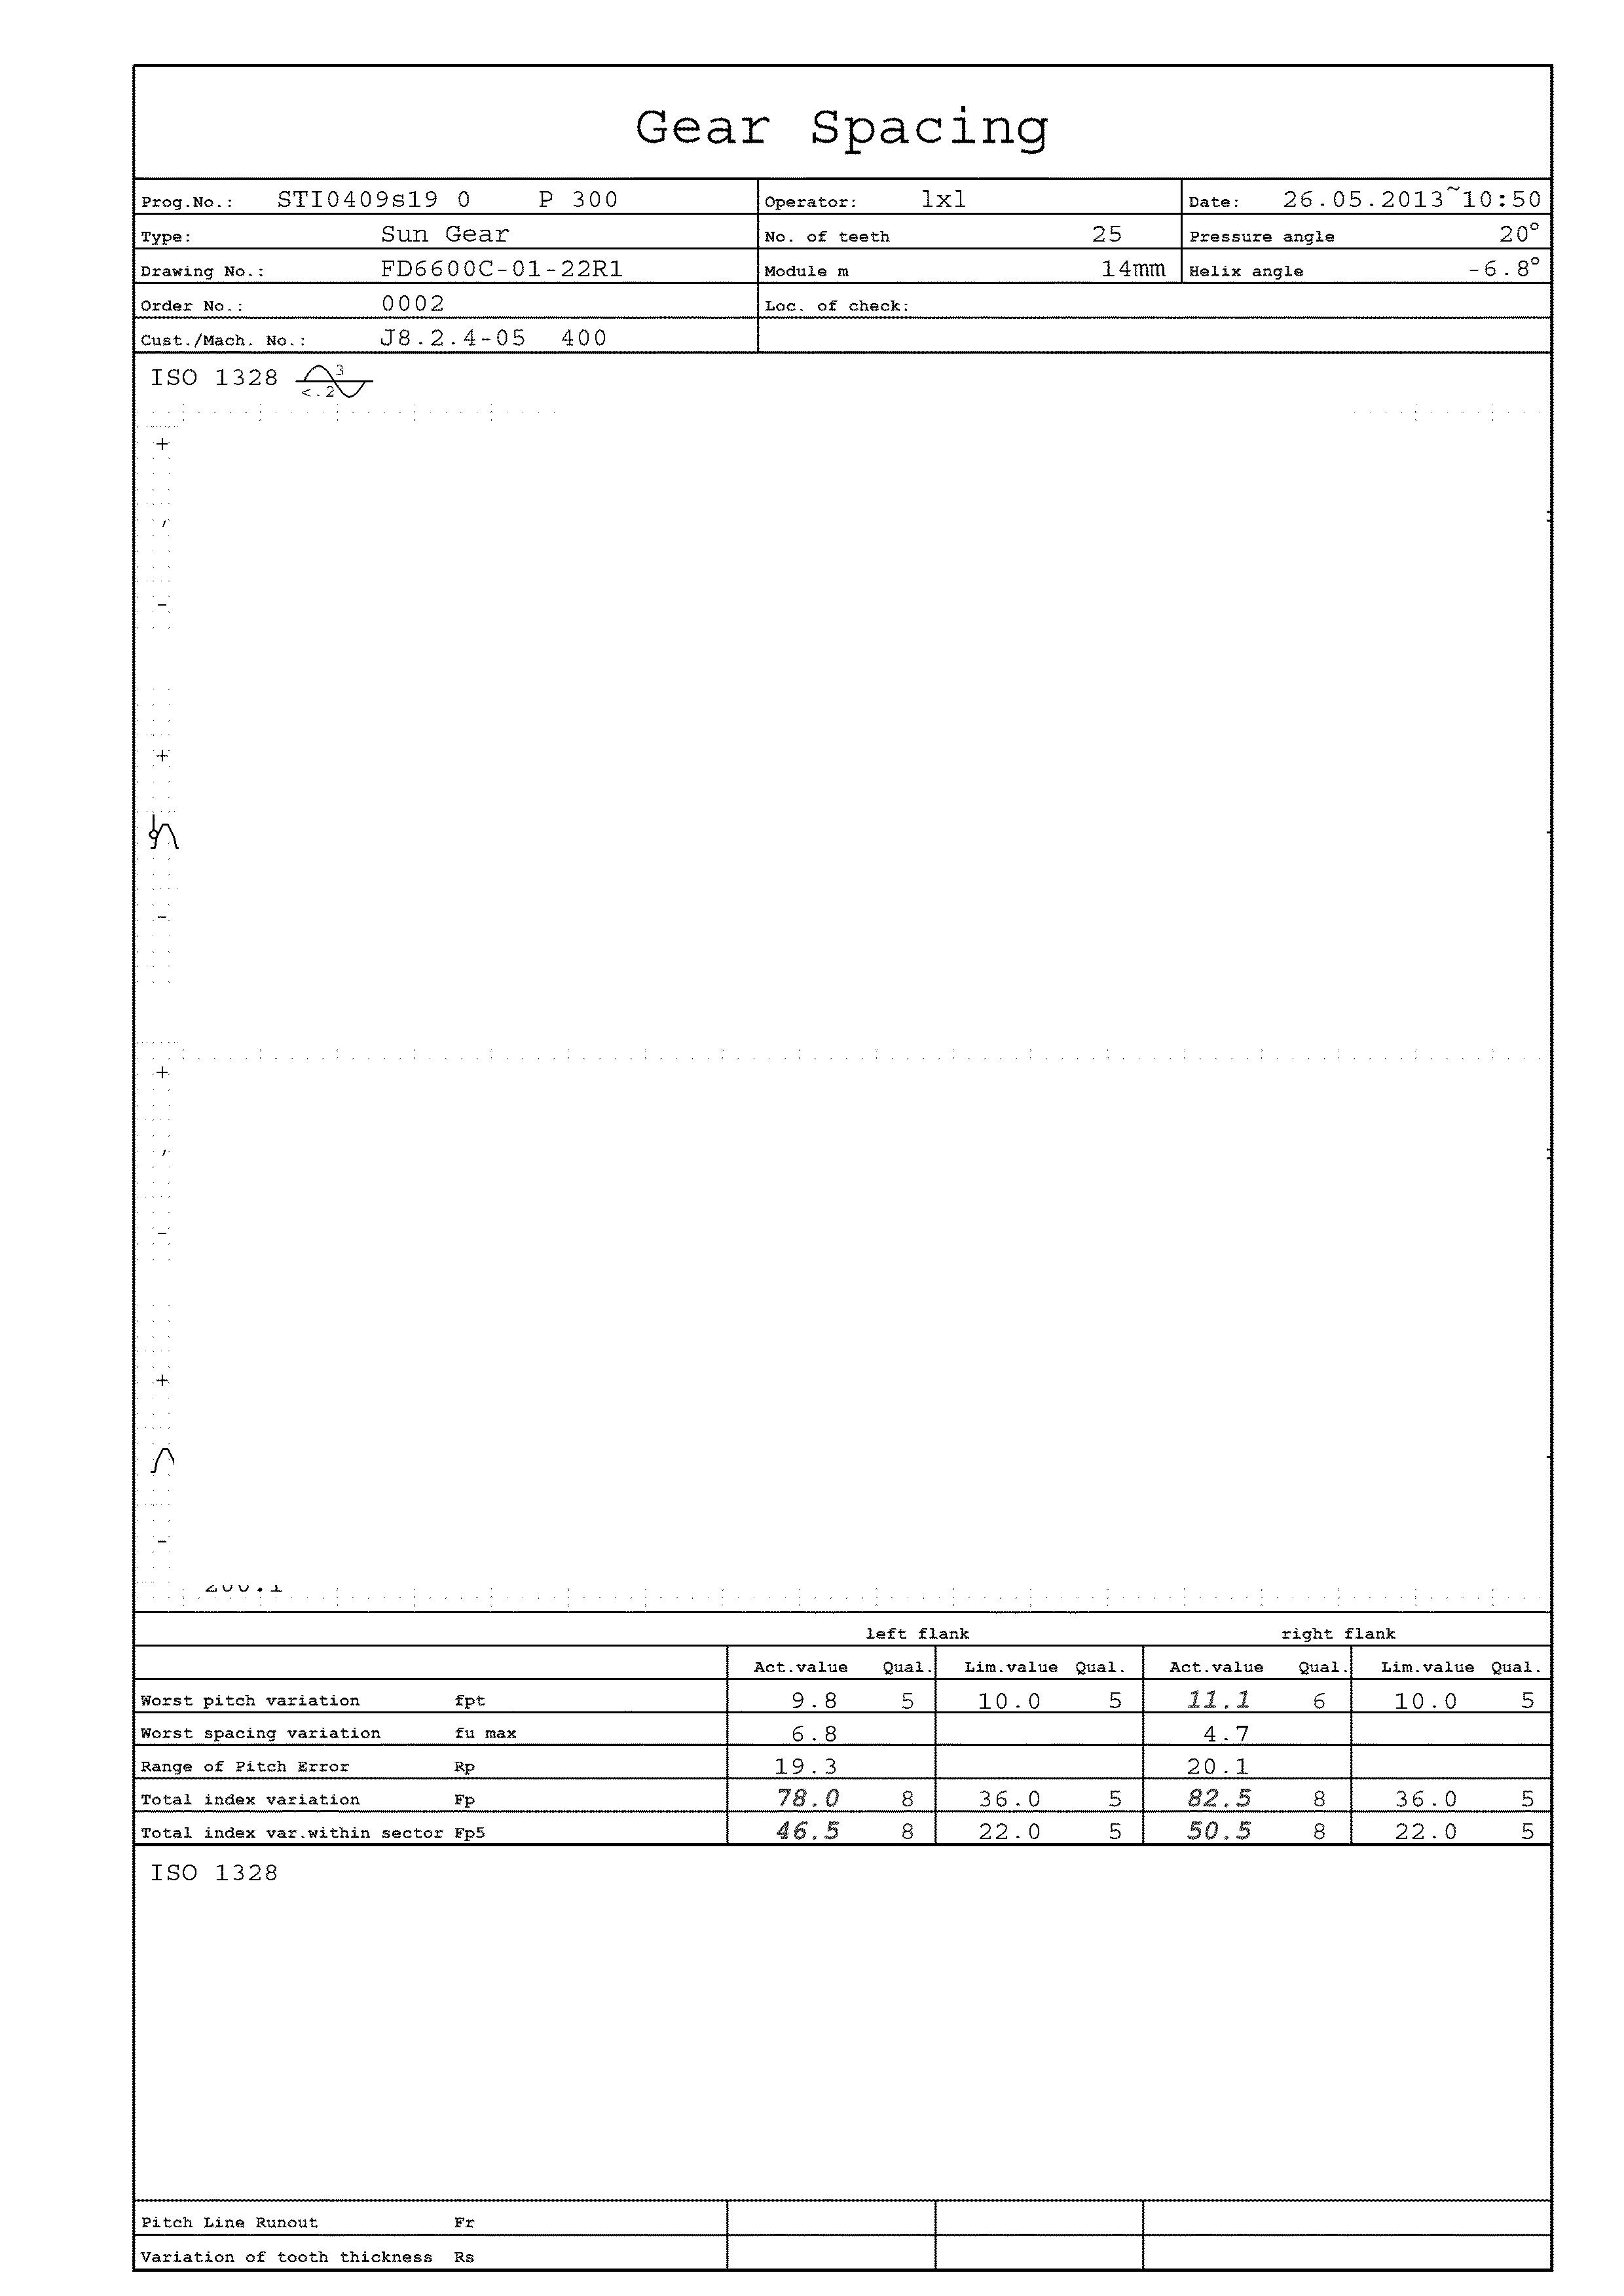 Gear Spacing
Prog.No.: STI0409s19 0 P 300 Operator: lxl Date: 26.05.2013~10:50
Type: Sun Gear No. of teeth 25 Pressure angle 20°
Drawing No.: FD6600C-01-22R1 Module m 14mm Helix angle -6.8°
Order No.: 0002 Loc. of check:
Cust./Mach. No.: J8.2.4-05 400
ISO 1328 3
<.2
+
-
+
-
+
-
+
-
left flank right flank
Act.value Qual. Lim.value Qual. Act.value Qual. Lim.value Qual.
Worst pitch variation fpt 9.8 5 10.0 5 11.1 6 10.0 5
Worst spacing variation fu max 6.8 4.7
Range of Pitch Error Rp 19.3 20.1
Total index variation Fp 78.0 8 36.0 5 82.5 8 36.0 5
Total index var.within sector Fp5 46.5 8 22.0 5 50.5 8 22.0 5
ISO 1328
Pitch Line Runout Fr
Variation of tooth thickness Rs